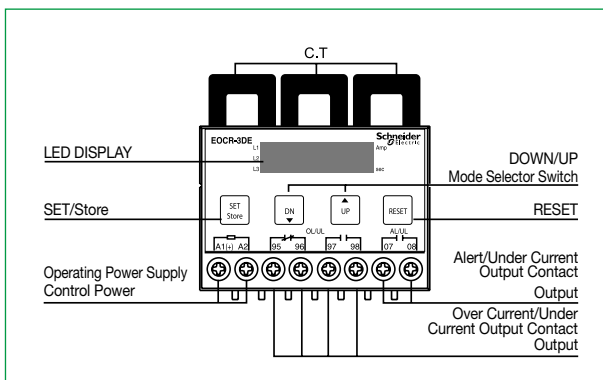 C.T
EOCR-3DE
Schneider
Electric
L1
Amp
L2
L3
sec
LED DISPLAY
DOWN/UP
Mode Selector Switch
SET
Store
DN
UP
RESET
SET/Store
RESET
OL/UL
AL/UL
A1(+) A2 95 96 97 98 07 08
Operating Power Supply
Control Power
Alert/Under Current
Output Contact
Output
Over Current/Under
Current Output Contact
Output